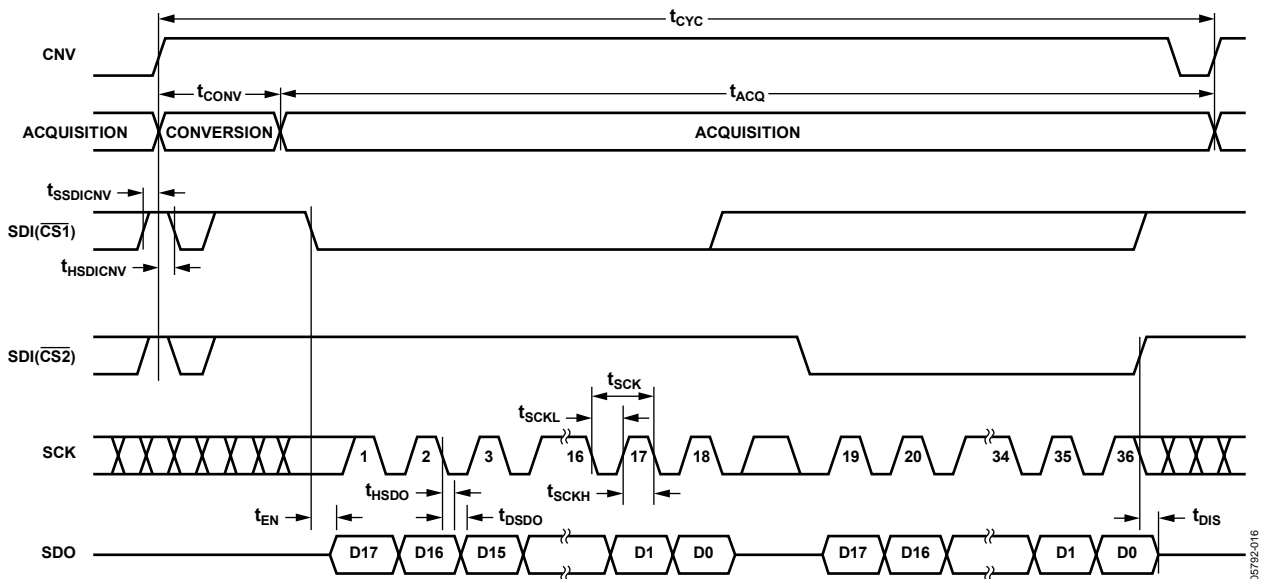 tCYC
CNV
tCONV
tACQ
ACQUISITION
CONVERSION
ACQUISITION
tSSDICNV
SDI(CS1)
tHSDICNV
SDI(CS2)
tSCK
tSCKL
SCK
1 2 3 16 17 18 19 20 34 35 36
tHSDO
tSCKH
tEN
tDSDO
tDIS
SDO
D17 D16 D15 D1 D0 D17 D16 D1 D0
05792-016